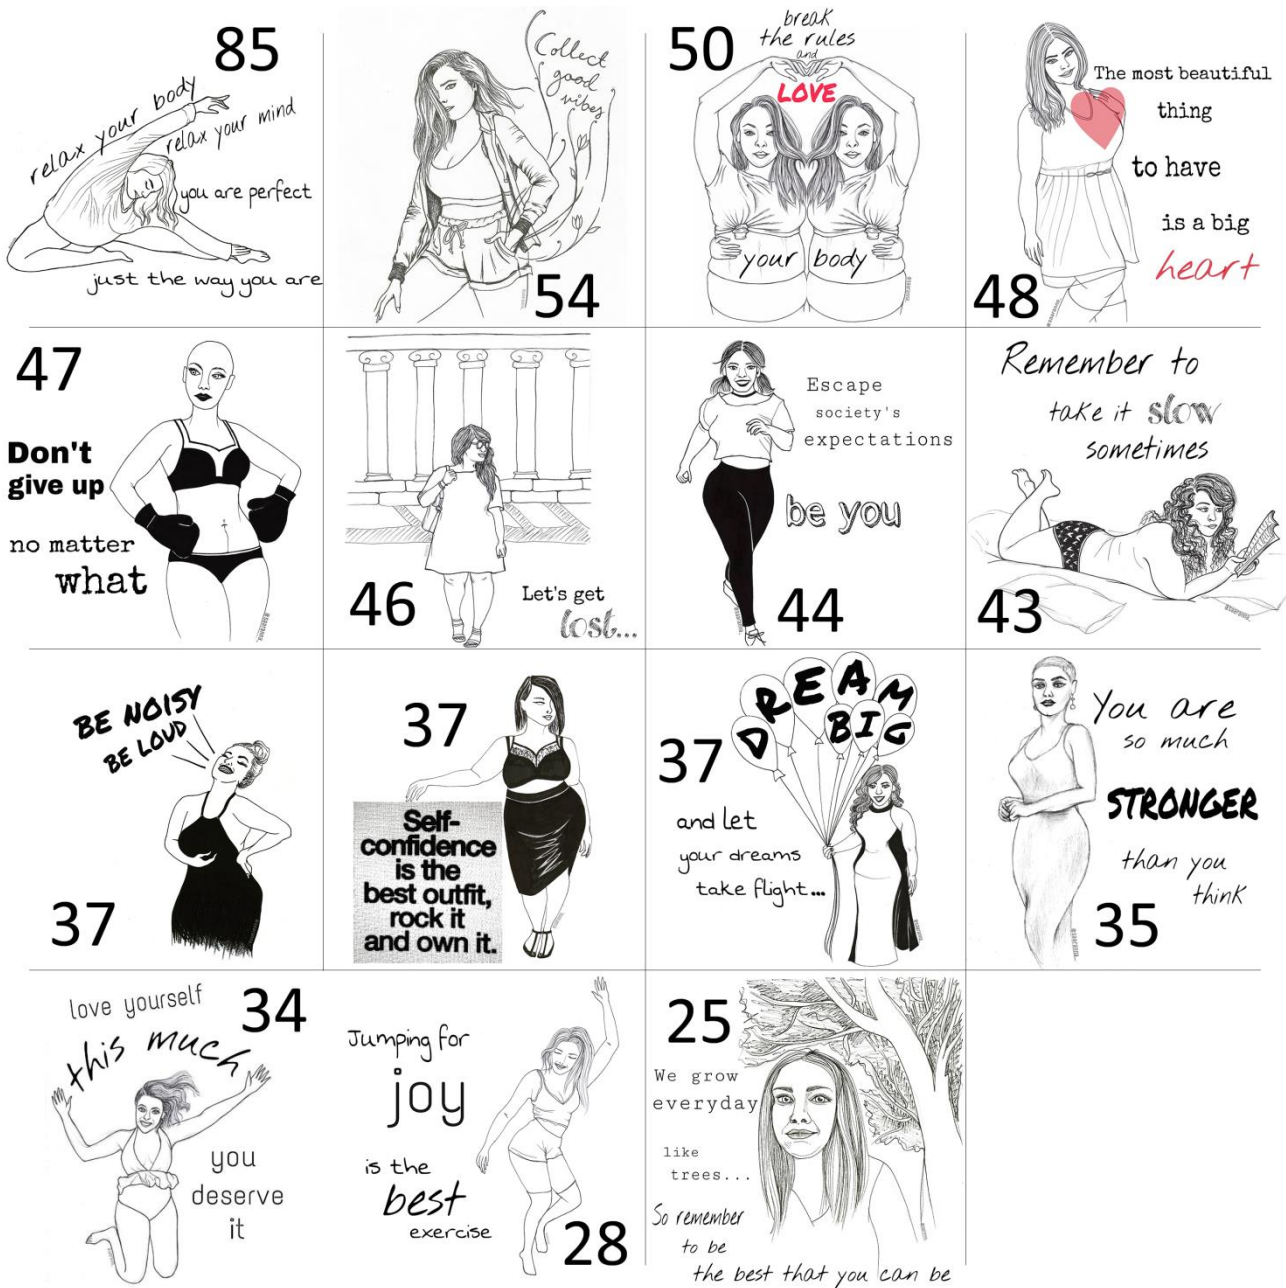 85
relax your body
relax your mind
you are perfect
just the way you are
Collect
good
vibes
54
50
break
the rules
and
LOVE
your body
The most beautiful
thing
to have
is a big
heart
48
47
Don't
give up
no matter
what
46
Let's get
lost...
Escape
society's
expectations
be you
44
Remember to
take it slow
sometimes
43
BE NOISY
BE LOUD
37
37
Self-
confidence
is the
best outfit,
rock it
and own it.
DREAM
BIG
37
and let
your dreams
take flight...
You are
so much
STRONGER
than you
think
35
love yourself
this much
34
you
deserve
it
Jumping for
joy
is the
best
exercise
28
25
We grow
everyday
like
trees...
So remember
to be
the best that you can be